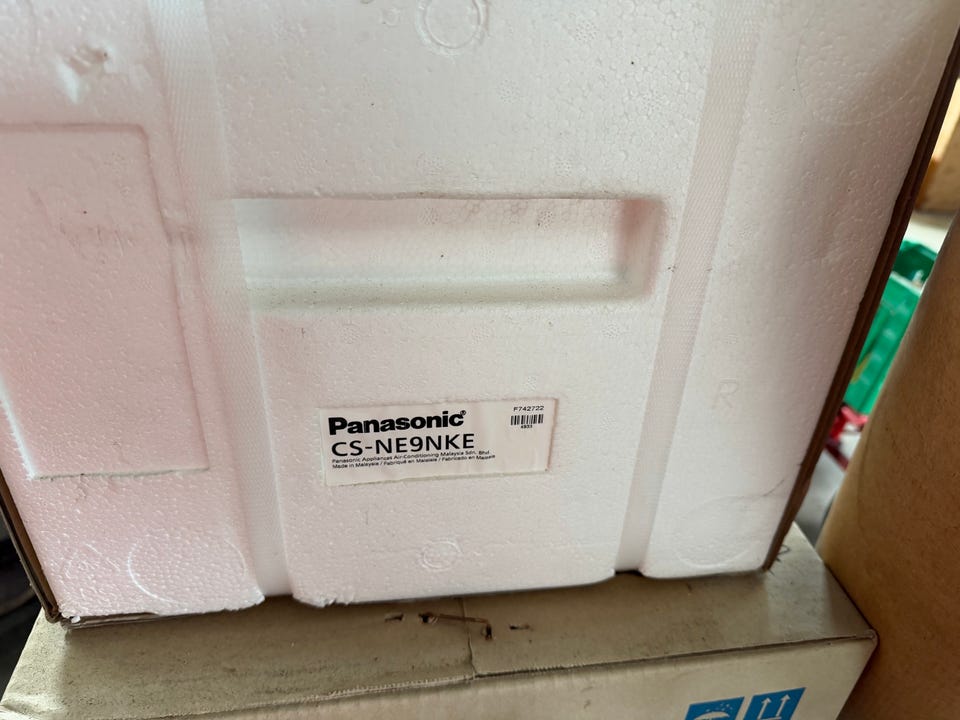 Panasonic®
F742722
4933
CS-NE9NKE
Panasonic Appliances Air-Conditioning Malaysia Sdn. Bhd.
Made in Malaysia / Fabriqué en Malaisie / Fabricado en Malasia
R